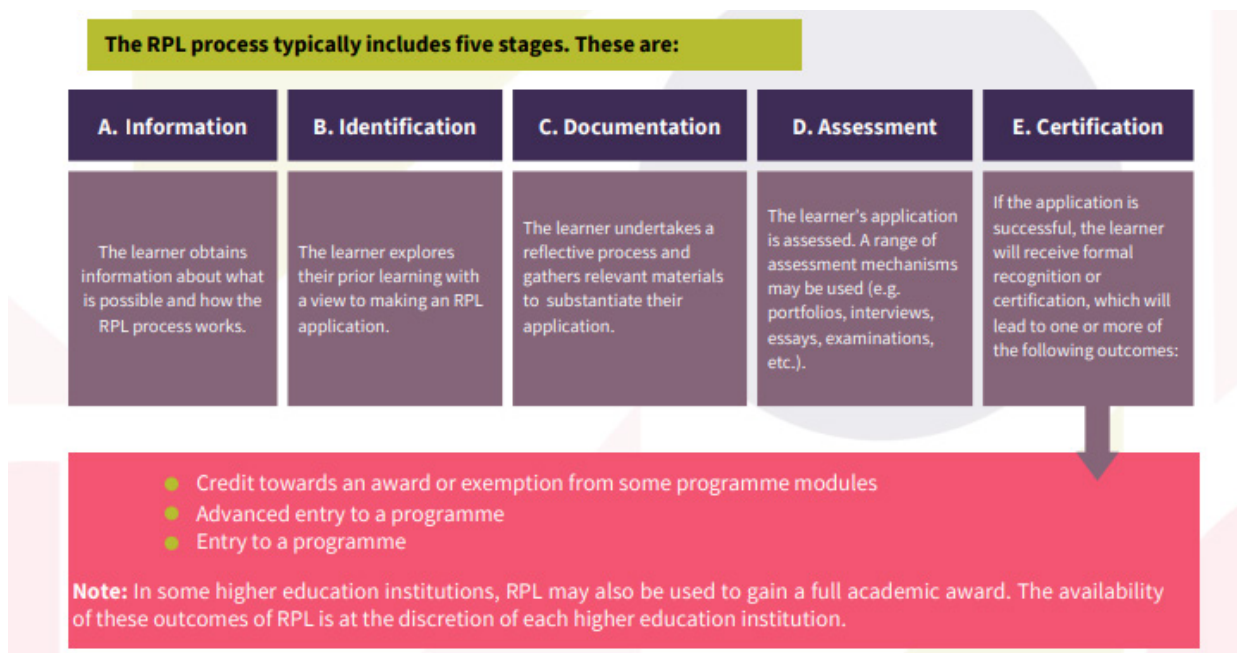 The RPL process typically includes five stages. These are:
A. Information
The learner obtains
information about what
is possible and how the
RPL process works.
B. Identification
The learner explores
their prior learning with
a view to making an RPL
application.
C. Documentation
The learner undertakes a
reflective process and
gathers relevant materials
to substantiate their
application.
D. Assessment
The learner's application
is assessed. A range of
assessment mechanisms
may be used (e.g.
portfolios, interviews,
essays, examinations,
etc.).
E. Certification
If the application is
successful, the learner
will receive formal
recognition or
certification, which will
lead to one or more of
the following outcomes:
Credit towards an award or exemption from some programme modules
Advanced entry to a programme
Entry to a programme
Note: In some higher education institutions, RPL may also be used to gain a full academic award. The availability
of these outcomes of RPL is at the discretion of each higher education institution.